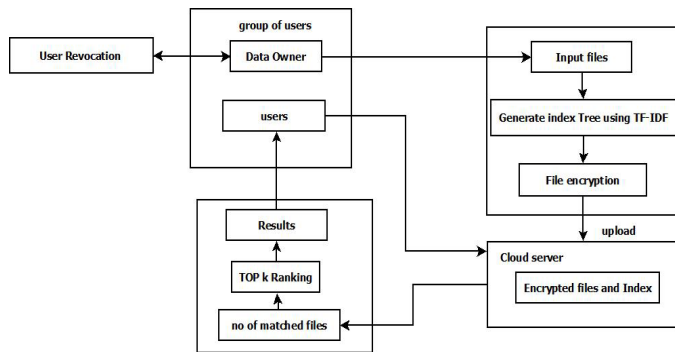 group of users
User Revocation
Data Owner
users
Input files
Generate index Tree using TF-IDF
File encryption
upload
Cloud server
Encrypted files and Index
Results
TOP k Ranking
no of matched files